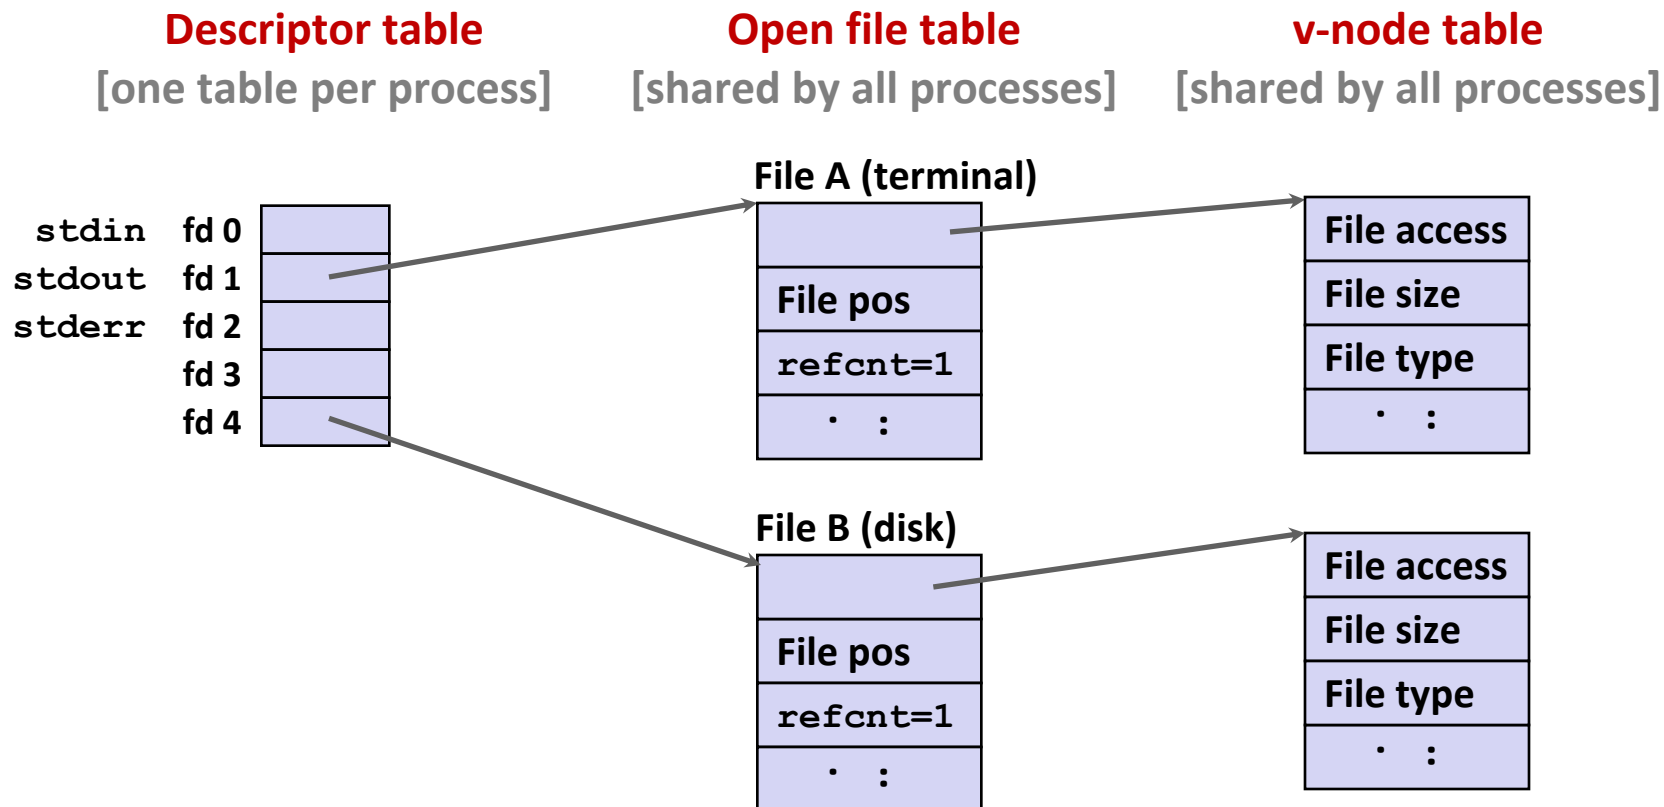 Descriptor table
[one table per process]
Open file table
[shared by all processes]
v-node table
[shared by all processes]
stdin fd 0
stdout fd 1
stderr fd 2
fd 3
fd 4
File A (terminal)
File pos
refcnt=1
· :
File access
File size
File type
· :
File B (disk)
File pos
refcnt=1
· :
File access
File size
File type
· :